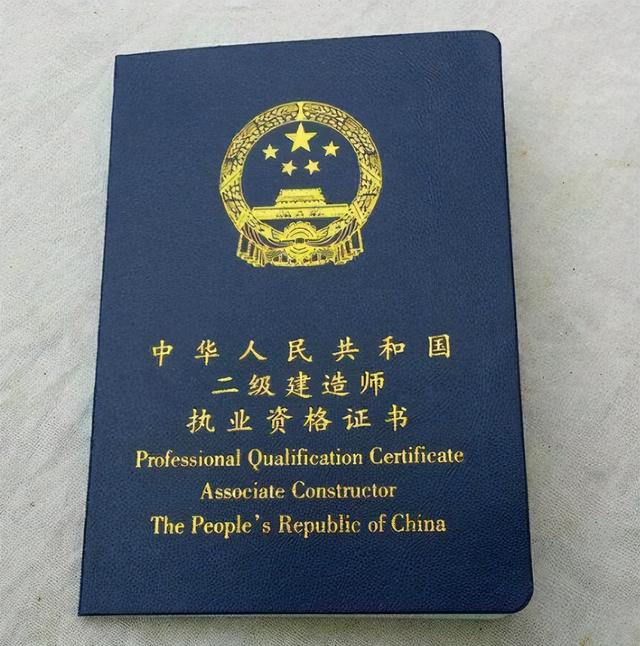 中华人民共和国
二级建造师
执业资格证书
Professional Qualification Certificate
Associate Constructor
The People's Republic of China